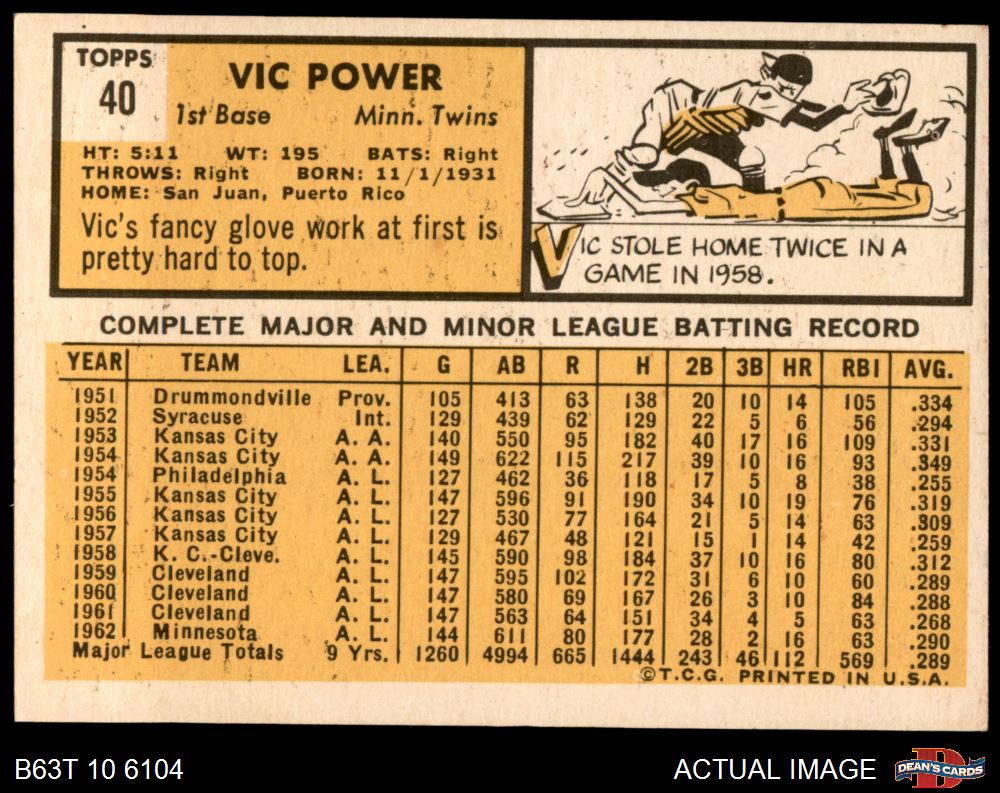 TOPPS
40
VIC POWER
1st Base Minn. Twins
HT: 5:11 WT: 195 BATS: Right
THROWS: Right BORN: 11/1/1931
HOME: San Juan, Puerto Rico
Vic's fancy glove work at first is
pretty hard to top.
VIC STOLE HOME TWICE IN A
GAME IN 1958.
COMPLETE MAJOR AND MINOR LEAGUE BATTING RECORD
YEAR TEAM LEA. G AB R H 2B 3B HR RBI AVG.
1951 Drummondville Prov. 105 413 63 138 20 10 14 105 .334
1952 Syracuse Int. 129 439 62 129 22 5 6 56 .294
1953 Kansas City A. A. 140 550 95 182 40 17 16 109 .331
1954 Kansas City A. A. 149 622 115 217 39 10 16 93 .349
1954 Philadelphia A. L. 127 462 36 118 17 5 8 38 .255
1955 Kansas City A. L. 147 596 91 190 34 10 19 76 .319
1956 Kansas City A. L. 127 530 77 164 21 5 14 63 .309
1957 Kansas City A. L. 129 467 48 121 15 1 14 42 .259
1958 K. C.-Cleve. A. L. 145 590 98 184 37 10 16 80 .312
1959 Cleveland A. L. 147 595 102 172 31 6 10 60 .289
1960 Cleveland A. L. 147 580 69 167 26 3 10 84 .288
1961 Cleveland A. L. 147 563 64 151 34 4 5 63 .268
1962 Minnesota A. L. 144 611 80 177 28 2 16 63 .290
Major League Totals 9 Yrs. 1260 4994 665 1444 243 46 112 569 .289
©T.C.G. PRINTED IN U.S.A.
B63T 10 6104 ACTUAL IMAGE DEAN'S CARDS